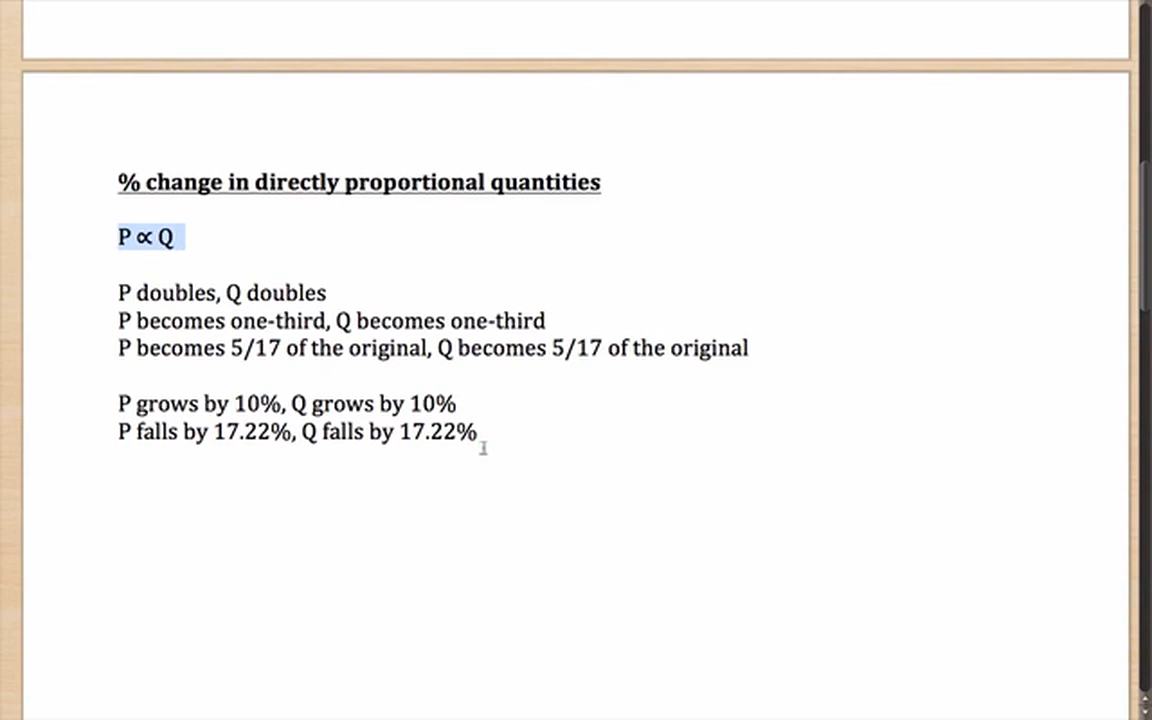 % change in directly proportional quantities
P ∝ Q
P doubles, Q doubles
P becomes one-third, Q becomes one-third
P becomes 5/17 of the original, Q becomes 5/17 of the original
P grows by 10%, Q grows by 10%
P falls by 17.22%, Q falls by 17.22%